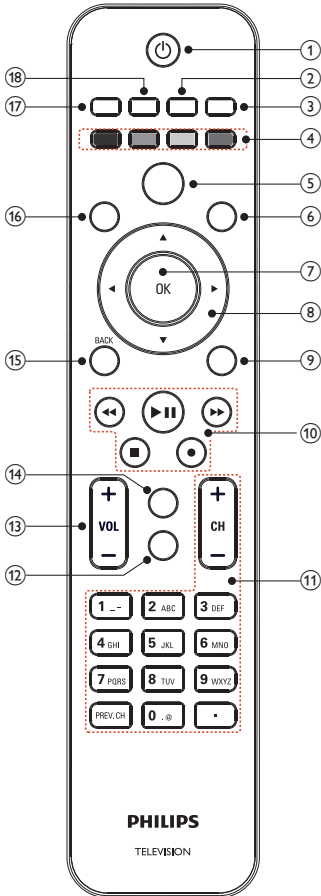 1
18
2
17
3
4
5
16
6
7
OK
8
BACK
15
9
10
14
+
+
13
VOL
CH
–
–
12
11
1 _-
2 ABC
3 DEF
4 GHI
5 JKL
6 MNO
7 PQRS
8 TUV
9 WXYZ
PREV. CH
0 .@
.
PHILIPS
TELEVISION